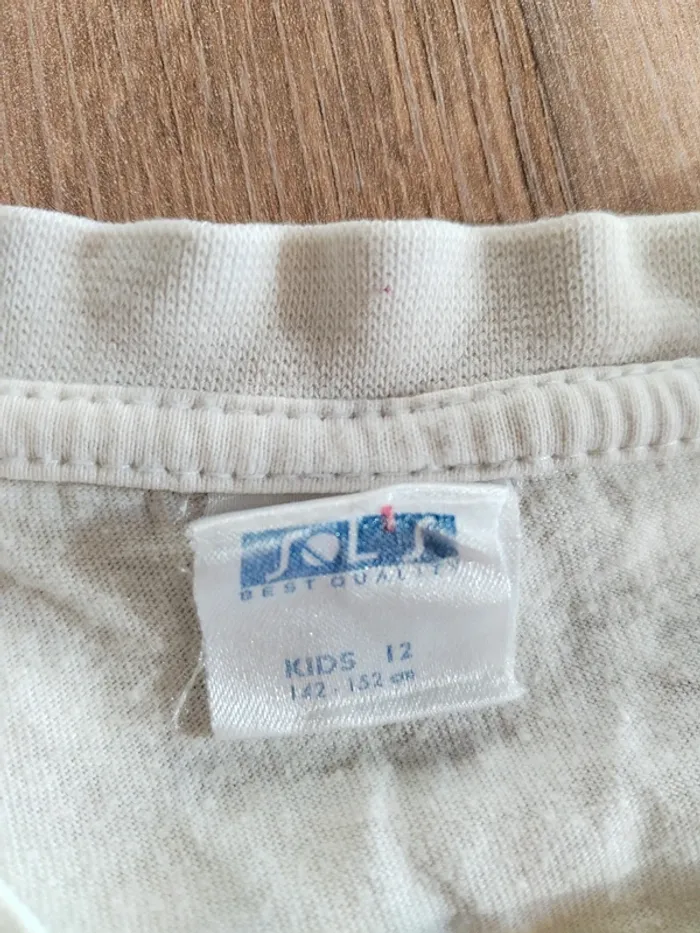 SOL'S
BEST QUALITY
KIDS 12
142 - 152 cm